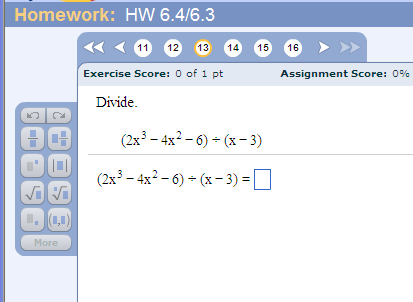 Homework: HW 6.4/6.3
11 12 13 14 15 16
Exercise Score: 0 of 1 pt Assignment Score: 0%
Divide.
(2x³ – 4x² – 6) ÷ (x – 3)
(2x³ – 4x² – 6) ÷ (x – 3) =
(▯,▯)
More